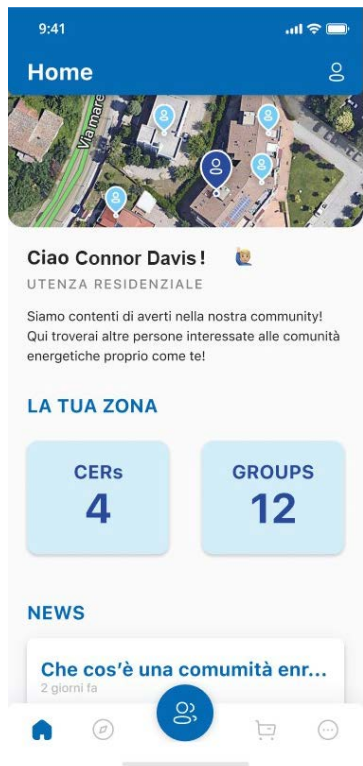 9:41
Home
Via mare
Ciao Connor Davis!
UTENZA RESIDENZIALE
Siamo contenti di averti nella nostra community!
Qui troverai altre persone interessate alle comunità
energetiche proprio come te!
LA TUA ZONA
CERs
4
GROUPS
12
NEWS
Che cos'è una comumità enr...
2 giorni fa